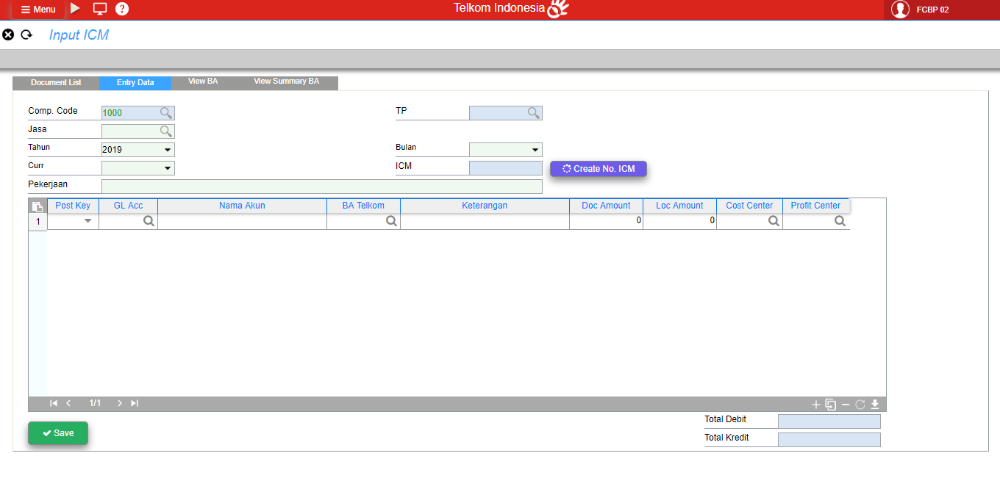 Menu ? Telkom Indonesia FCBP 02
Input ICM
Document List Entry Data View BA View Summary BA
Comp. Code 1000 TP
Jasa
Tahun 2019 Bulan
Curr ICM Create No. ICM
Pekerjaan
Post Key GL Acc Nama Akun BA Telkom Keterangan Doc Amount Loc Amount Cost Center Profit Center
1 0 0
1/1
Total Debit
Save
Total Kredit